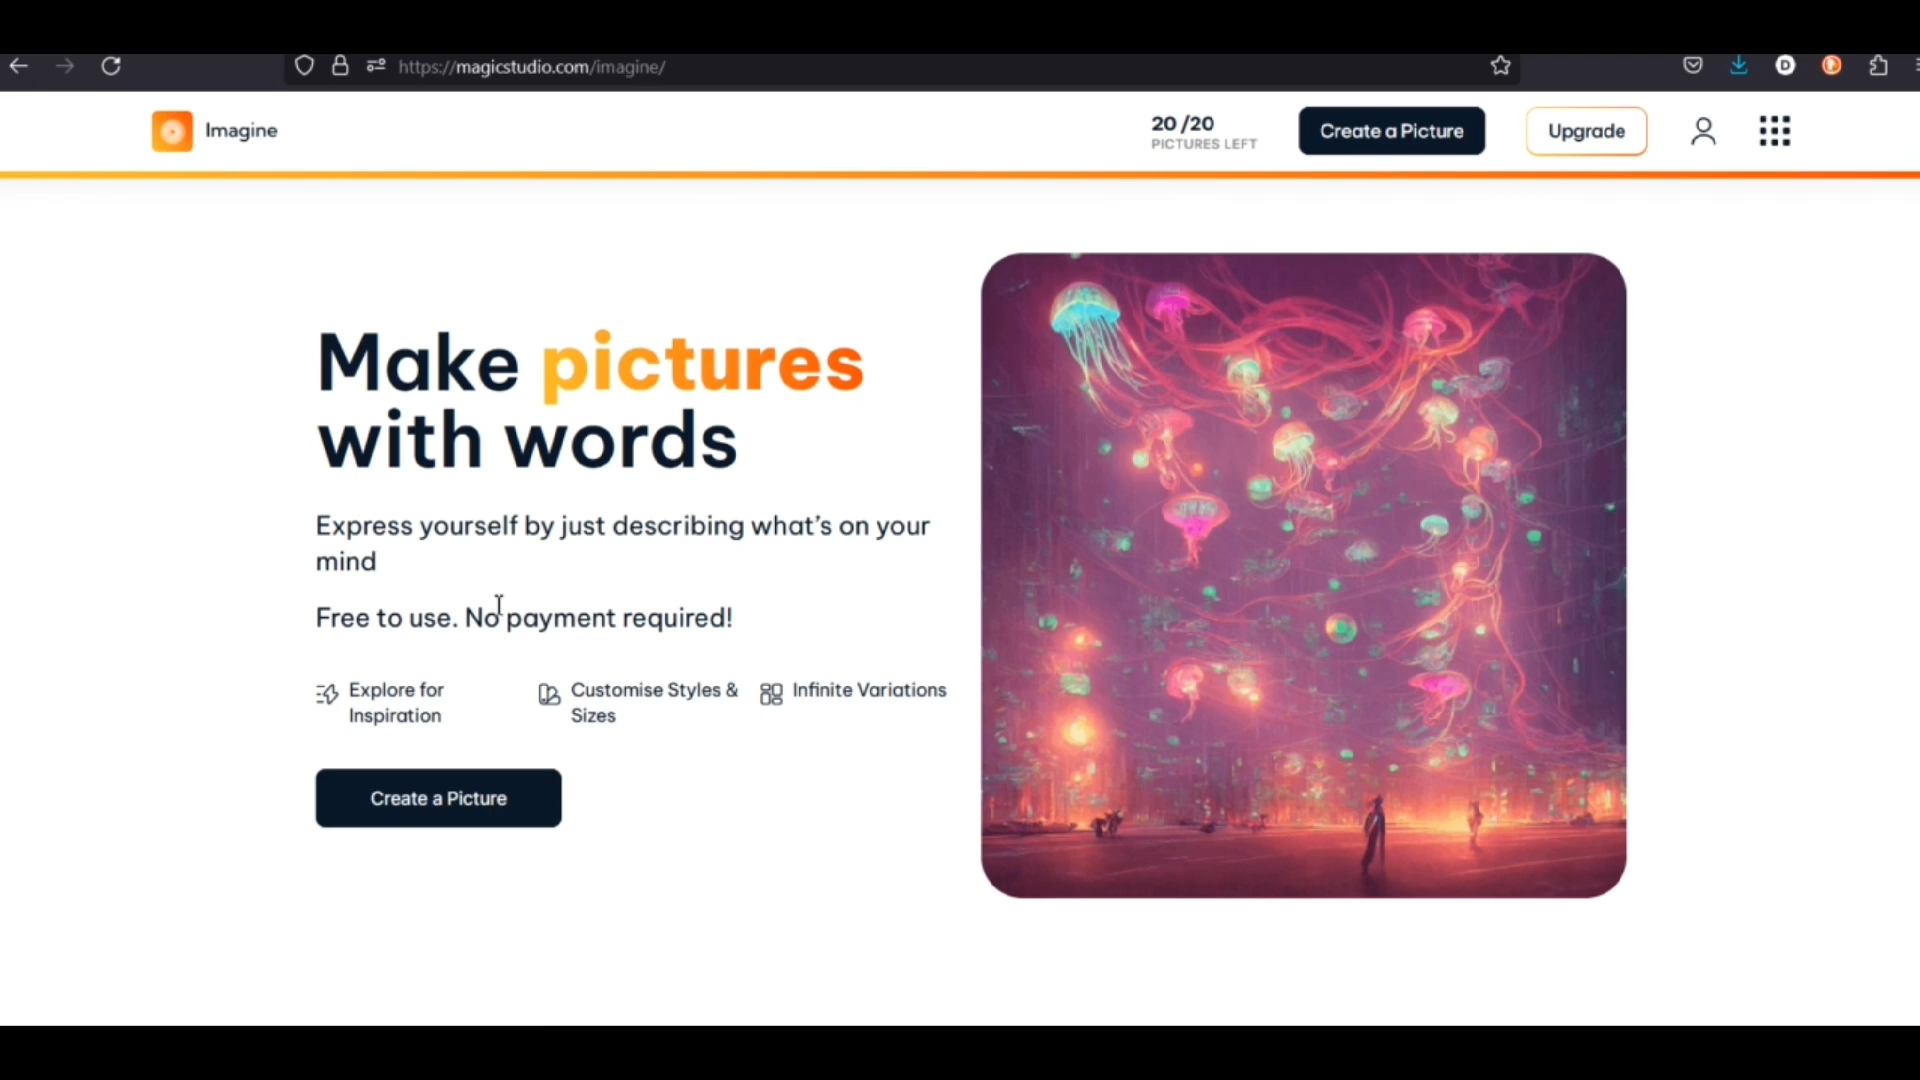 https://magicstudio.com/imagine/
Imagine
20 /20
PICTURES LEFT
Create a Picture
Upgrade
Make pictures
with words
Express yourself by just describing what’s on your
mind
Free to use. No payment required!
Explore for
Inspiration
Customise Styles &
Sizes
Infinite Variations
Create a Picture